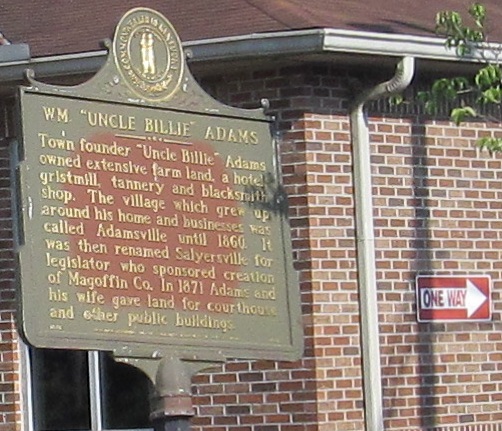 COMMONWEALTH OF KENTUCKY
WM. "UNCLE BILLIE" ADAMS
Town founder "Uncle Billie" Adams
owned extensive farm land, a hotel,
gristmill, tannery and blacksmith
shop. The village which grew up
around his home and businesses was
called Adamsville until 1860. It
was then renamed Salyersville for
legislator who sponsored creation
of Magoffin Co. In 1871 Adams and
his wife gave land for courthouse
and other public buildings.
ONE WAY